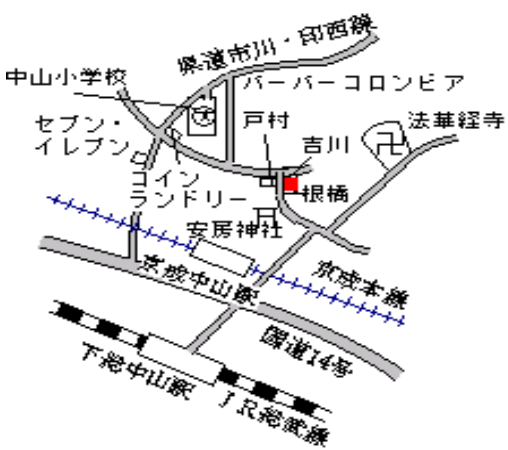 県道市川・印西線
中山小学校
バーバーコロンビア
セブン・
イレブン
戸村
法華経寺
吉川
コイン
ランドリー
根橋
安房神社
京成中山駅
京成本線
国道14号
下総中山駅
JR総武線